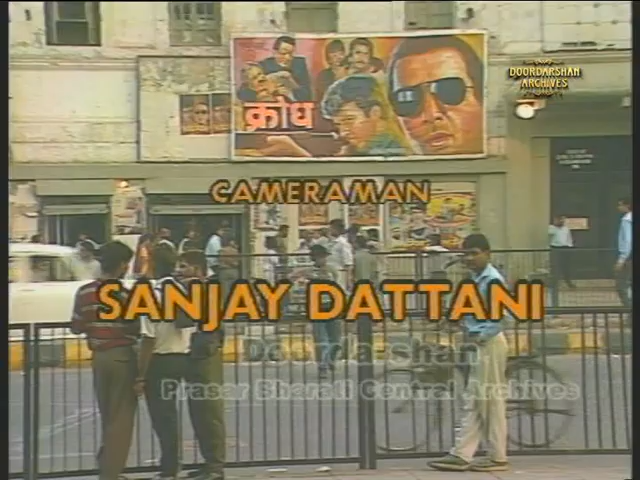 DOORDARSHAN
ARCHIVES
क्रोध
CAMERAMAN
SANJAY DATTANI
Doordarshan
Prasar Bharati Central Archives